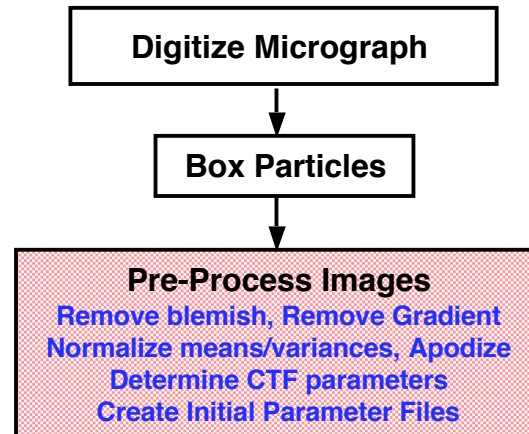 Digitize Micrograph
Box Particles
Pre-Process Images
Remove blemish, Remove Gradient
Normalize means/variances, Apodize
Determine CTF parameters
Create Initial Parameter Files